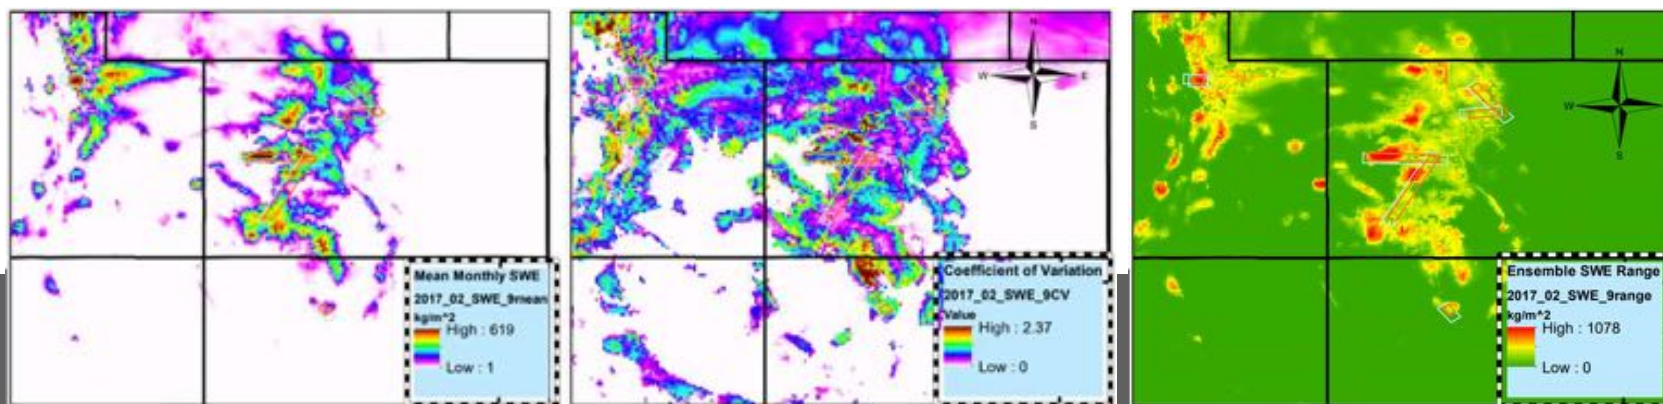 Mean Monthly SWE
2017_02_SWE_9mean
kg/m^2
High : 619
Low : 1
N
W E
S
Coefficient of Variation
2017_02_SWE_9CV
Value
High : 2.37
Low : 0
N
W
S
Ensemble SWE Range
2017_02_SWE_9range
kg/m^2
High : 1078
Low : 0